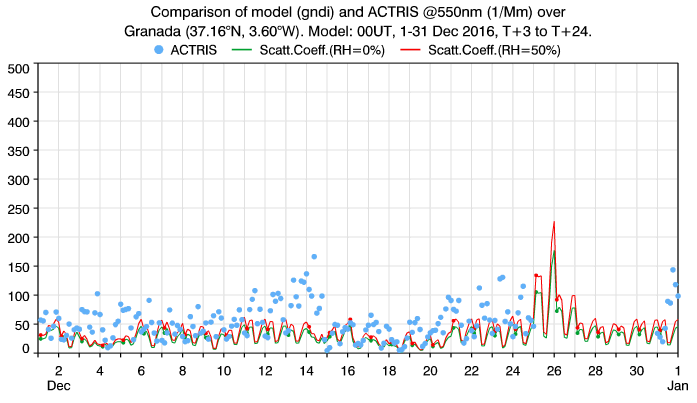 Comparison of model (gndi) and ACTRIS @550nm (1/Mm) over
Granada (37.16°N, 3.60°W). Model: 00UT, 1-31 Dec 2016, T+3 to T+24.
ACTRIS Scatt.Coeff.(RH=0%) Scatt.Coeff.(RH=50%)
500
450
400
350
300
250
200
150
100
50
0
2 4 6 8 10 12 14 16 18 20 22 24 26 28 30 1
Dec Jan